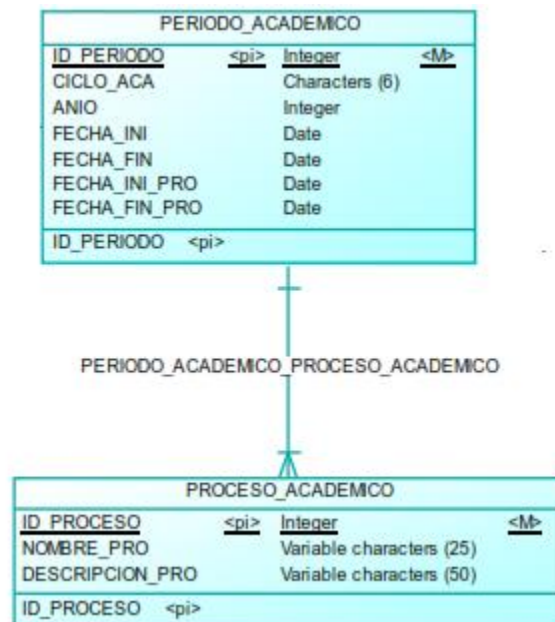 PERIODO_ACADEMICO
ID_PERIODO <pi> Integer <M>
CICLO_ACA Characters (6)
ANIO Integer
FECHA_INI Date
FECHA_FIN Date
FECHA_INI_PRO Date
FECHA_FIN_PRO Date
ID_PERIODO <pi>
PERIODO_ACADEMICO_PROCESO_ACADEMICO
PROCESO_ACADEMICO
ID_PROCESO <pi> Integer <M>
NOMBRE_PRO Variable characters (25)
DESCRIPCION_PRO Variable characters (50)
ID_PROCESO <pi>